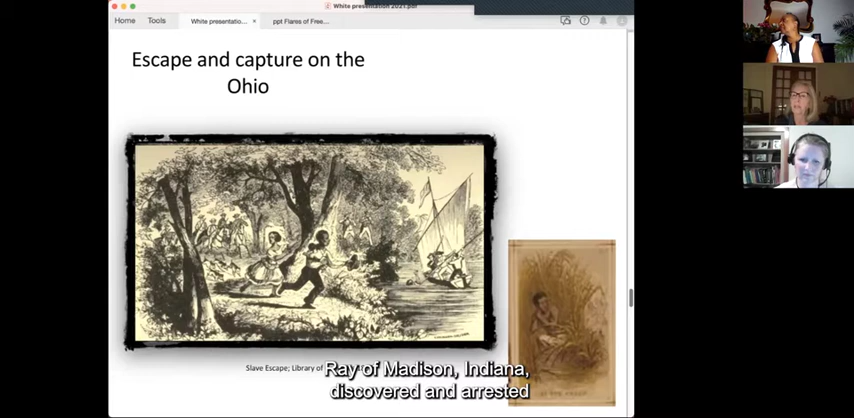 White presentation 2021.pdf
Home
Tools
White presentatio...
×
ppt Flares of Free...
Escape and capture on the
Ohio
Slave Escape; Library of
Ray of Madison, Indiana,
discovered and arrested